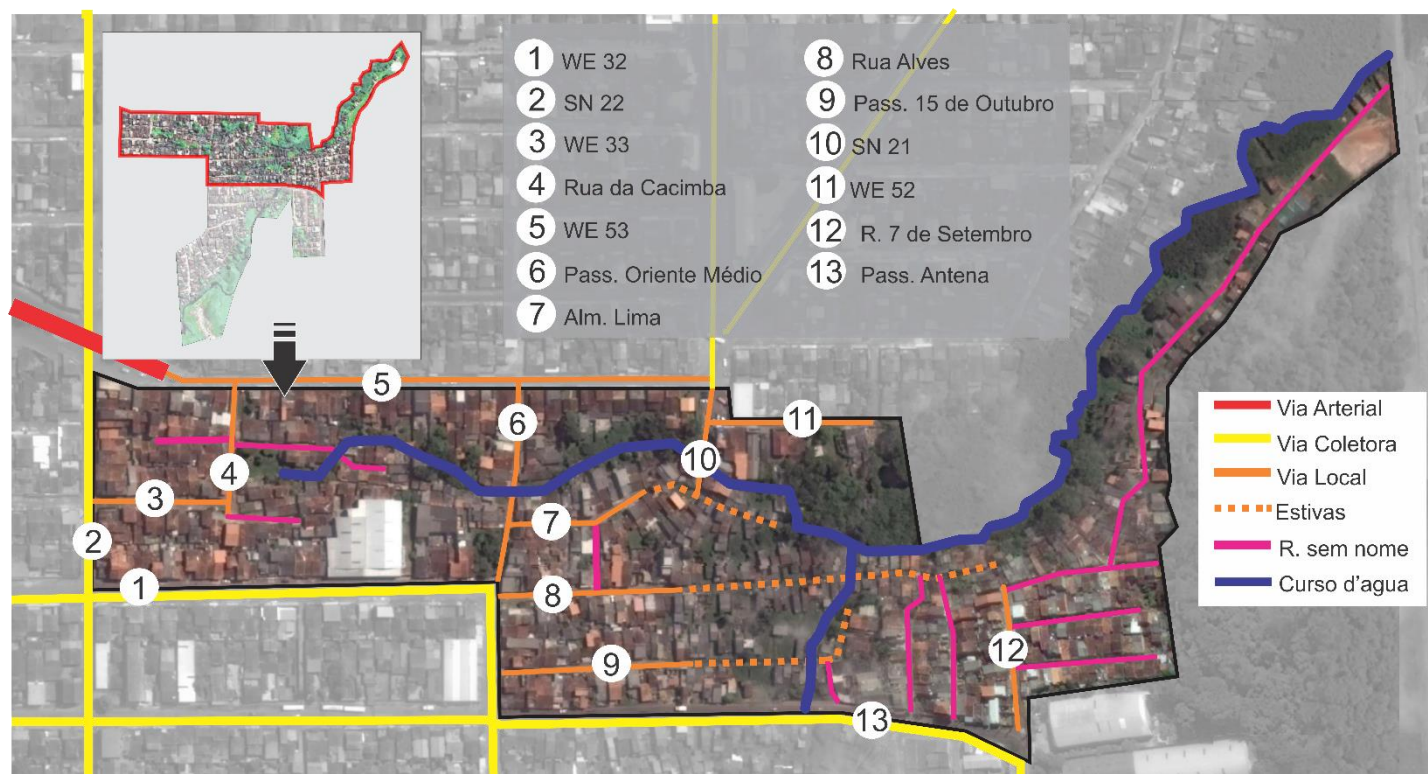 1 WE 32
2 SN 22
3 WE 33
4 Rua da Cacimba
5 WE 53
6 Pass. Oriente Médio
7 Alm. Lima
8 Rua Alves
9 Pass. 15 de Outubro
10 SN 21
11 WE 52
12 R. 7 de Setembro
13 Pass. Antena
5
6
11
4
10
3
7
2
1
8
9
12
13
Via Arterial
Via Coletora
Via Local
Estivas
R. sem nome
Curso d'agua